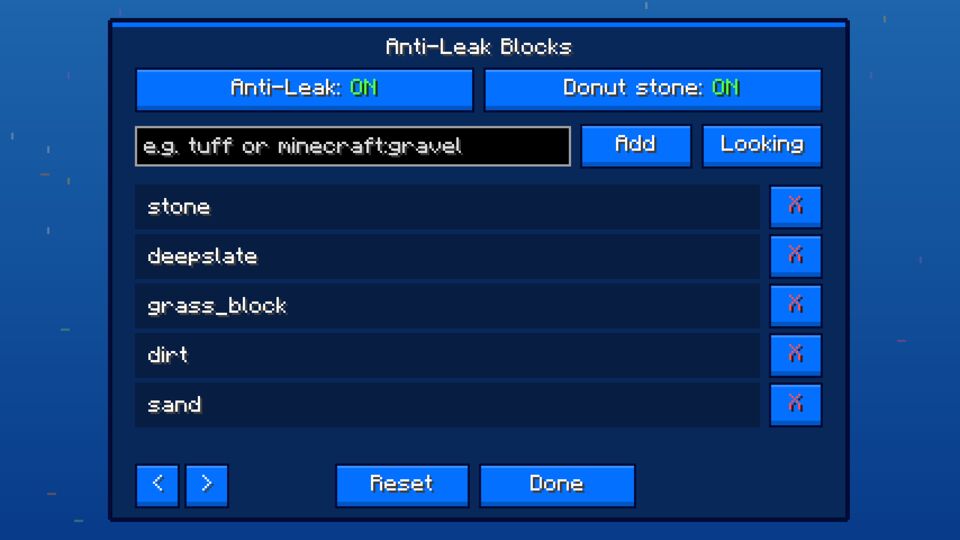 Anti-Leak Blocks
Anti-Leak: ON
Donut stone: ON
e.g. tuff or minecraft:gravel
Add
Looking
stone
X
deepslate
X
grass_block
X
dirt
X
sand
X
<
>
Reset
Done